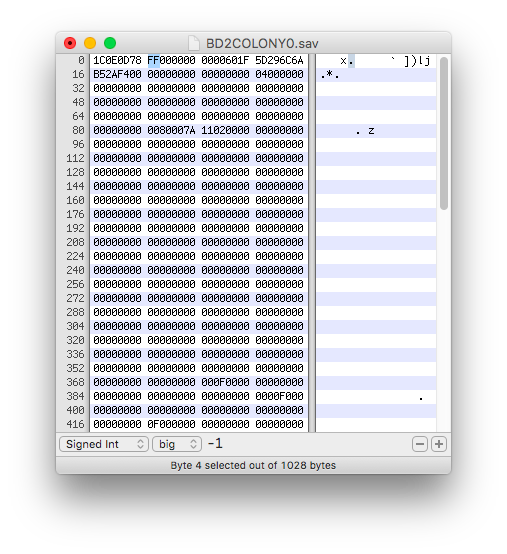 BD2COLONY0.sav
0 1C0E0D78 FF000000 0000601F 5D296C6A x. ` ])lj
16 B52AF400 00000000 00000000 04000000 .*.
32 00000000 00000000 00000000 00000000
48 00000000 00000000 00000000 00000000
64 00000000 00000000 00000000 00000000
80 00000000 0080007A 11020000 00000000 . z
96 00000000 00000000 00000000 00000000
112 00000000 00000000 00000000 00000000
128 00000000 00000000 00000000 00000000
144 00000000 00000000 00000000 00000000
160 00000000 00000000 00000000 00000000
176 00000000 00000000 00000000 00000000
192 00000000 00000000 00000000 00000000
208 00000000 00000000 00000000 00000000
224 00000000 00000000 00000000 00000000
240 00000000 00000000 00000000 00000000
256 00000000 00000000 00000000 00000000
272 00000000 00000000 00000000 00000000
288 00000000 00000000 00000000 00000000
304 00000000 00000000 00000000 00000000
320 00000000 00000000 00000000 00000000
336 00000000 00000000 00000000 00000000
352 00000000 00000000 00000000 00000000
368 00000000 00000000 000F0000 00000000
384 00000000 00000000 00000000 0000F000 .
400 00000000 00000000 00000000 00000000
416 00000000 0F000000 00000000 00000000
Signed Int big -1
Byte 4 selected out of 1028 bytes